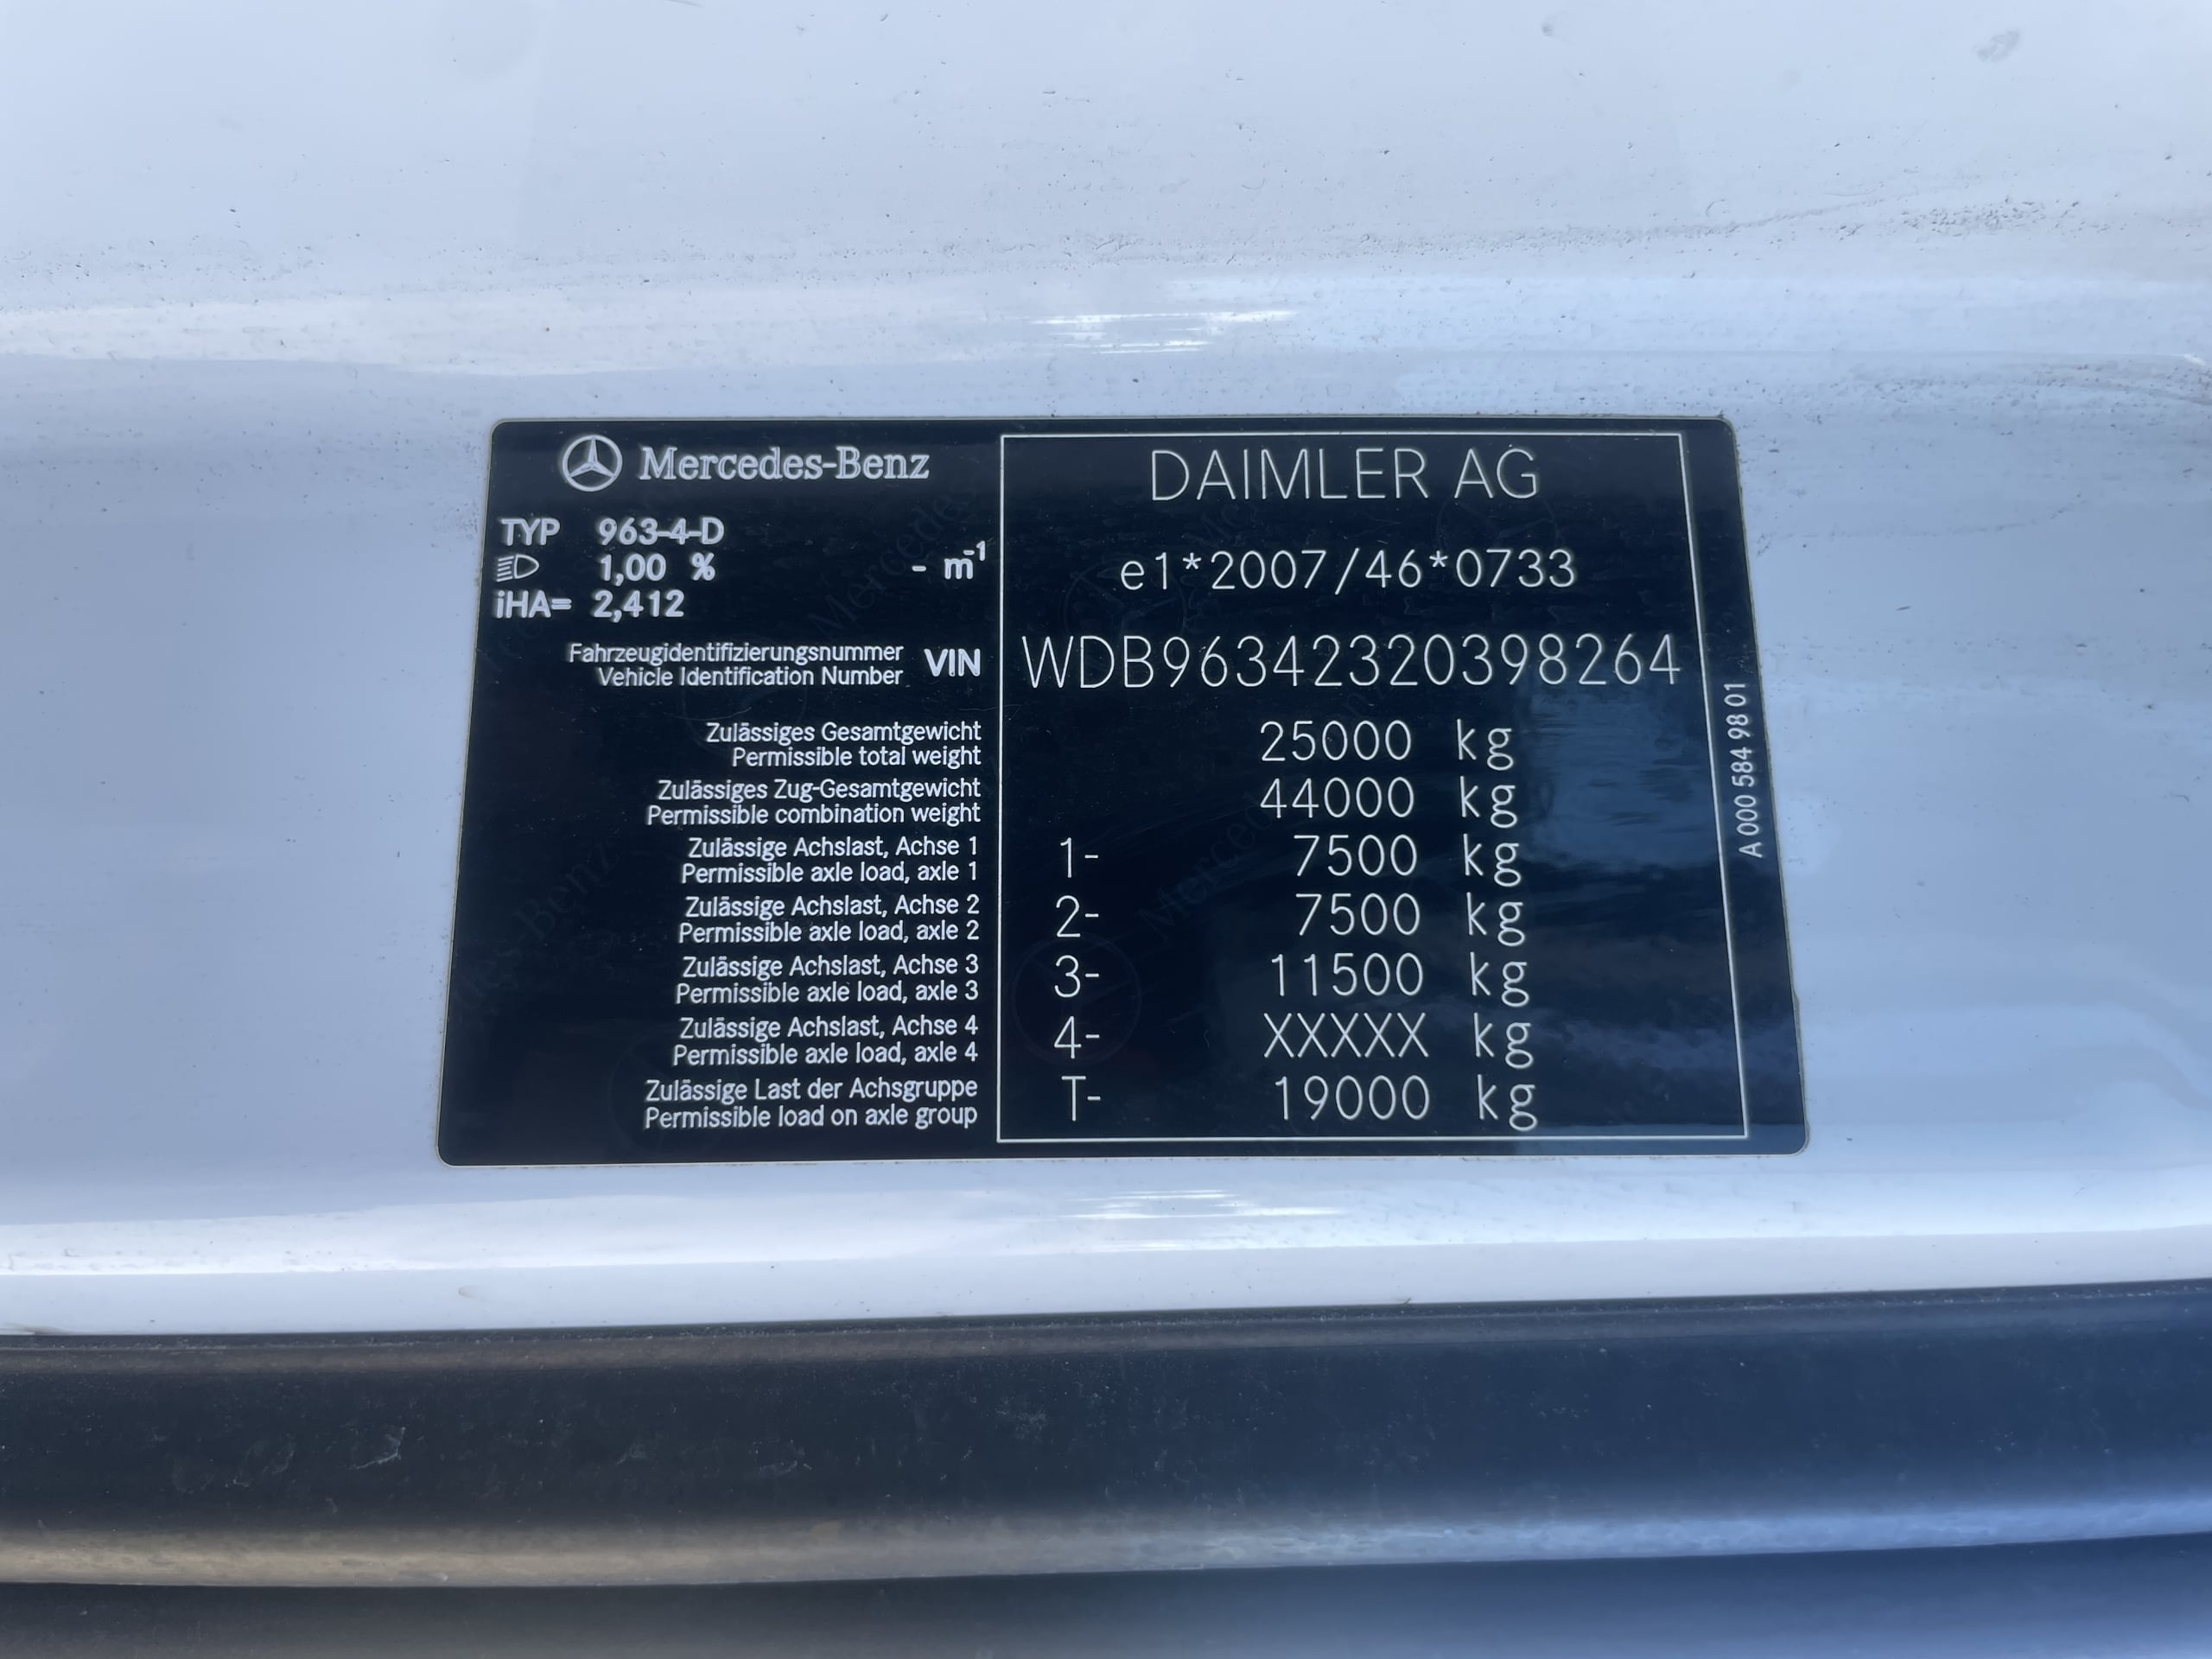 Mercedes-Benz
DAIMLER AG
TYP 963-4-D
1,00 % - m-1
iHA= 2,412
e1*2007/46*0733
Fahrzeugidentifizierungsnummer
Vehicle Identification Number
VIN WDB96342320398264
Zulässiges Gesamtgewicht
Permissible total weight
25000 kg
Zulässiges Zug-Gesamtgewicht
Permissible combination weight
44000 kg
Zulässige Achslast, Achse 1
Permissible axle load, axle 1
1- 7500 kg
Zulässige Achslast, Achse 2
Permissible axle load, axle 2
2- 7500 kg
Zulässige Achslast, Achse 3
Permissible axle load, axle 3
3- 11500 kg
Zulässige Achslast, Achse 4
Permissible axle load, axle 4
4- XXXXX kg
Zulässige Last der Achsgruppe
Permissible load on axle group
T- 19000 kg
A 000 584 98 01